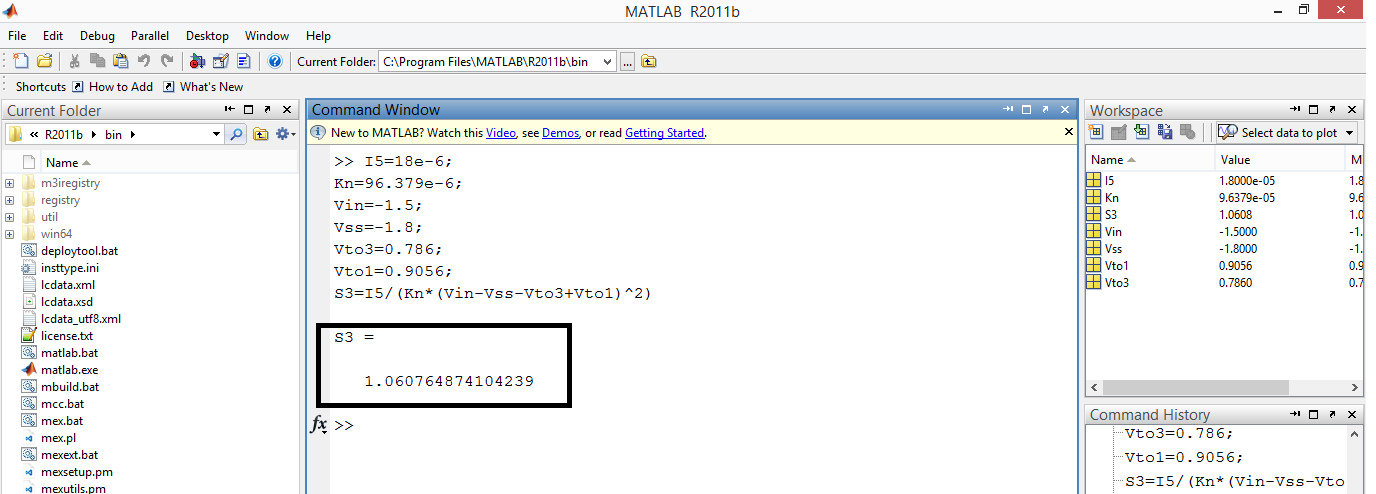 MATLAB R2011b
File Edit Debug Parallel Desktop Window Help
Current Folder: C:\Program Files\MATLAB\R2011b\bin ...
Shortcuts How to Add What's New
Current Folder
« R2011b bin
Name
m3iregistry
registry
util
win64
deploytool.bat
insttype.ini
lcdata.xml
lcdata.xsd
lcdata_utf8.xml
license.txt
matlab.bat
matlab.exe
mbuild.bat
mcc.bat
mex.bat
mex.pl
mexext.bat
mexsetup.pm
mexutils.pm
Command Window
New to MATLAB? Watch this Video, see Demos, or read Getting Started.
>> I5=18e-6;
Kn=96.379e-6;
Vin=-1.5;
Vss=-1.8;
Vto3=0.786;
Vto1=0.9056;
S3=I5/(Kn*(Vin-Vss-Vto3+Vto1)^2)
S3 =
1.060764874104239
fx >>
Workspace
Select data to plot
Name Value M
I5 1.8000e-05 1.8
Kn 9.6379e-05 9.6
S3 1.0608 1.0
Vin -1.5000 -1.
Vss -1.8000 -1.
Vto1 0.9056 0.9
Vto3 0.7860 0.7
Command History
Vto3=0.786;
Vto1=0.9056;
S3=I5/(Kn*(Vin-Vss-Vto